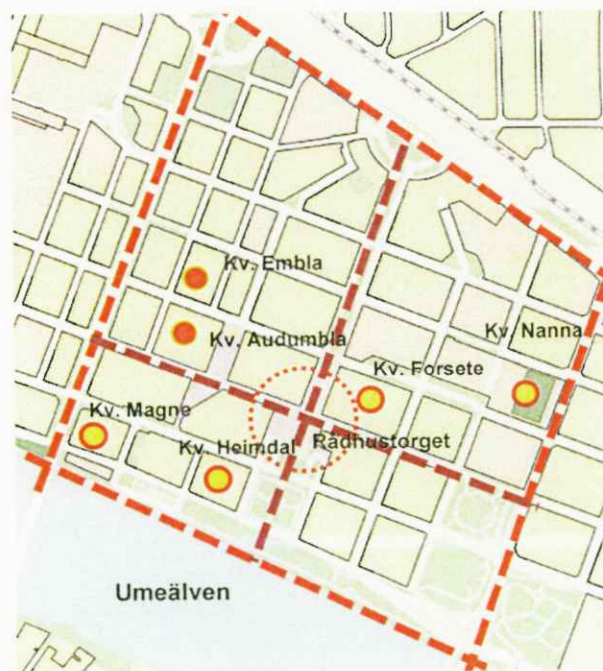 Kv. Embla
Kv. Audumbla
Kv. Nanna
Kv. Forsete
Kv. Magne
Kv. Heimdal
Rådhustorget
Umeälven